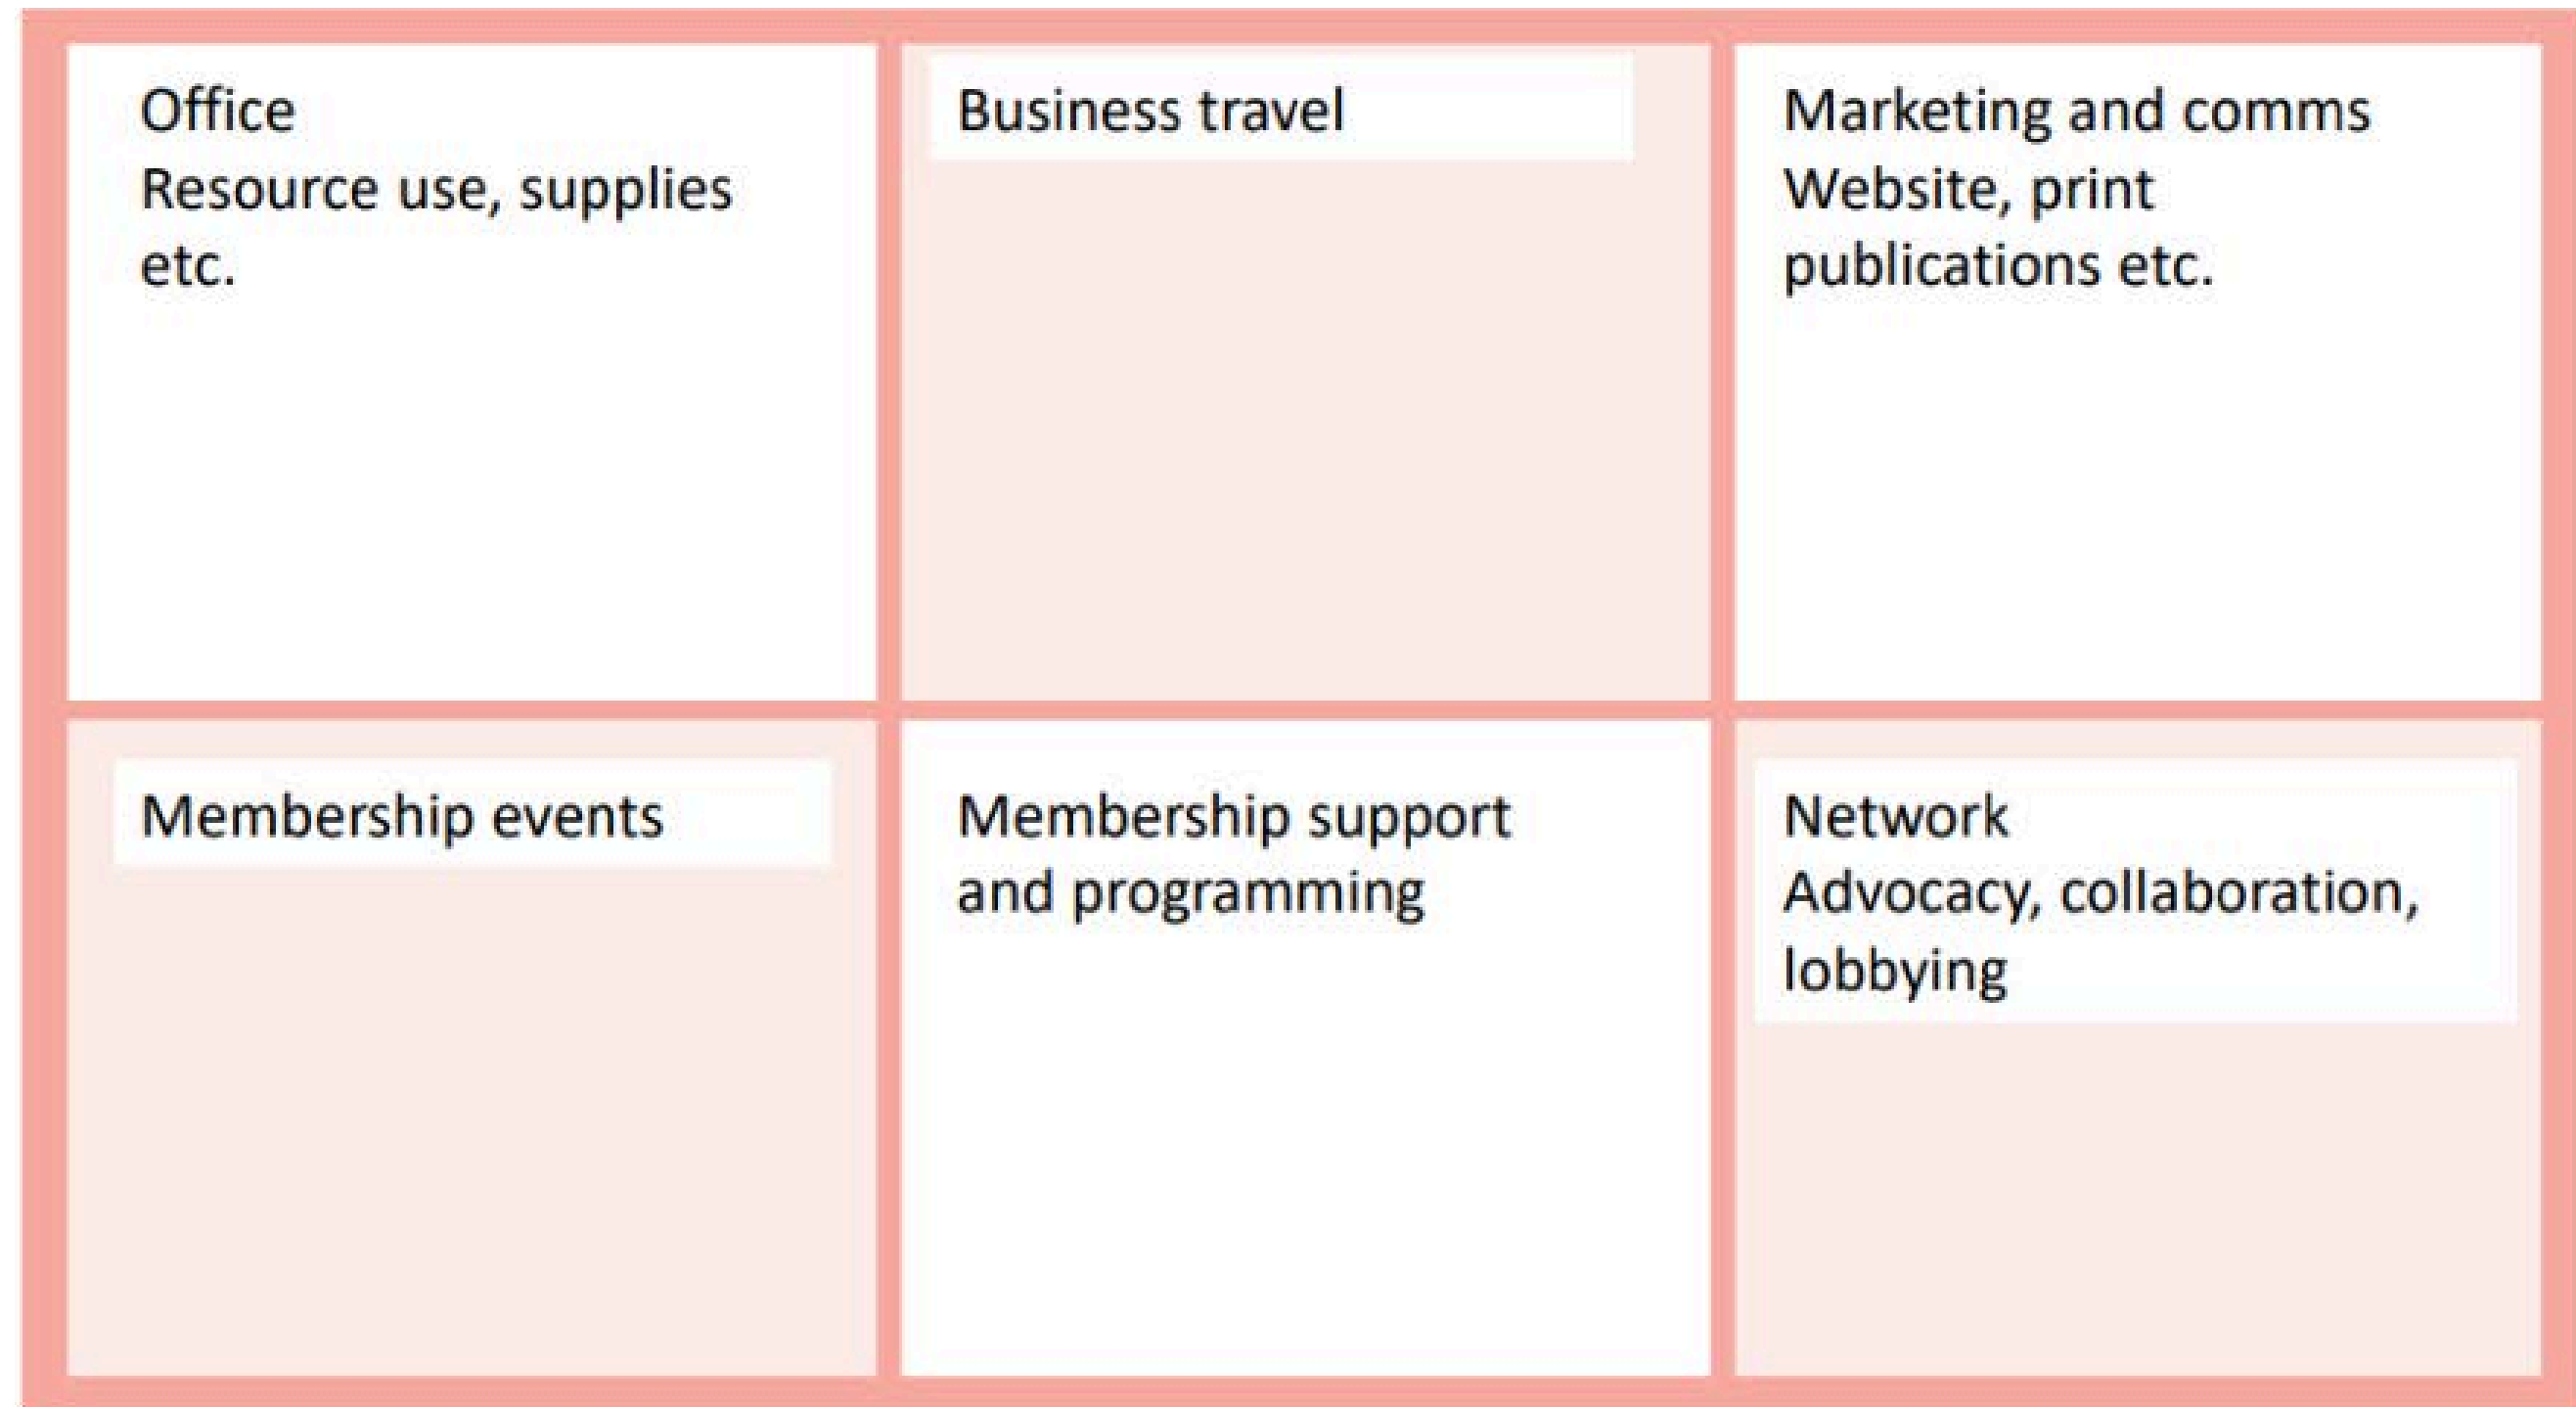 Office
Resource use, supplies
etc.
Business travel
Marketing and comms
Website, print
publications etc.
Membership events
Membership support
and programming
Network
Advocacy, collaboration,
lobbying